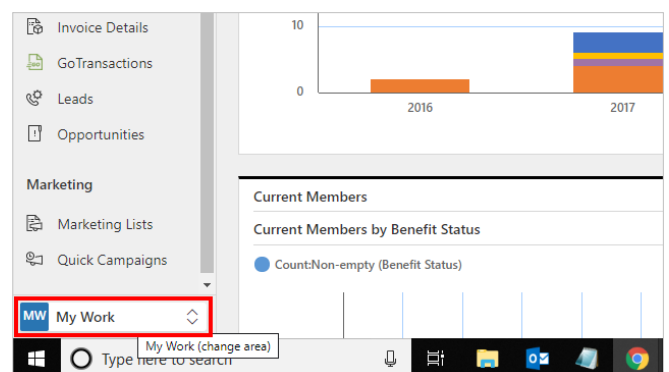 Invoice Details
GoTransactions
Leads
Opportunities
Marketing
Marketing Lists
Quick Campaigns
MW My Work
My Work (change area)
Type here to search
10
0
2016 2017
Current Members
Current Members by Benefit Status
Count:Non-empty (Benefit Status)